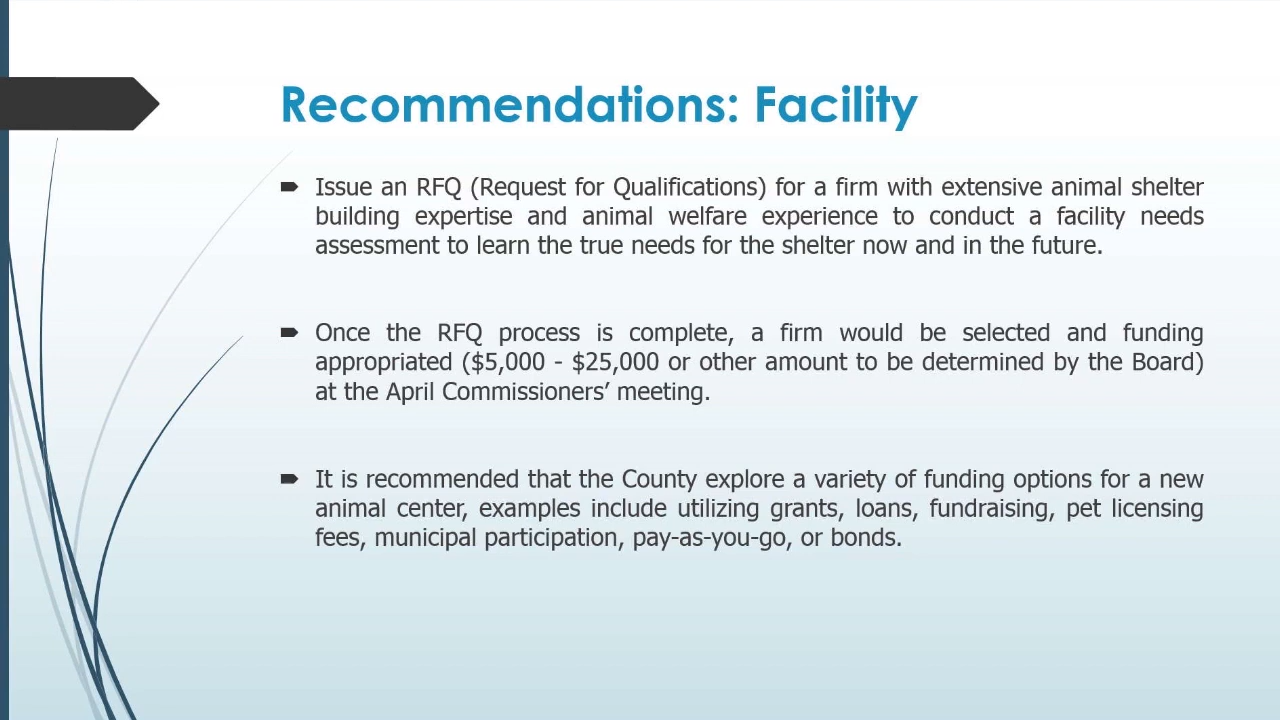 Recommendations: Facility
Issue an RFQ (Request for Qualifications) for a firm with extensive animal shelter
building expertise and animal welfare experience to conduct a facility needs
assessment to learn the true needs for the shelter now and in the future.
Once the RFQ process is complete, a firm would be selected and funding
appropriated ($5,000 - $25,000 or other amount to be determined by the Board)
at the April Commissioners’ meeting.
It is recommended that the County explore a variety of funding options for a new
animal center, examples include utilizing grants, loans, fundraising, pet licensing
fees, municipal participation, pay-as-you-go, or bonds.